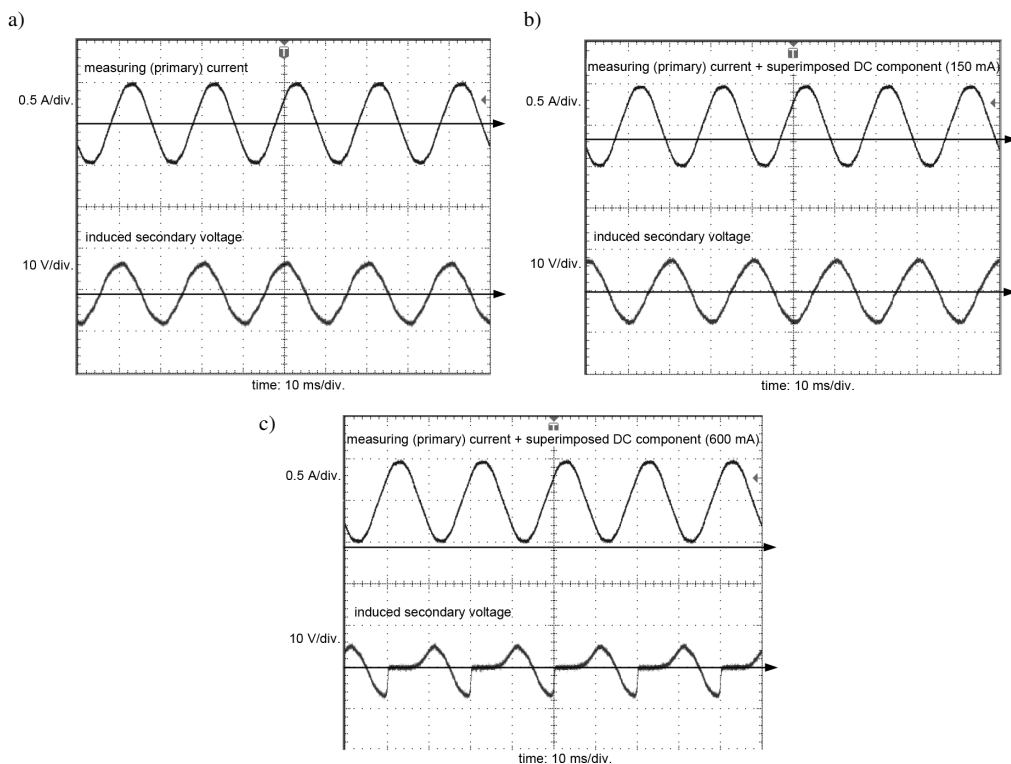 a)
T
measuring (primary) current
0.5 A/div.
induced secondary voltage
10 V/div.
time: 10 ms/div.
b)
T
measuring (primary) current + superimposed DC component (150 mA)
0.5 A/div.
induced secondary voltage
10 V/div.
time: 10 ms/div.
c)
T
measuring (primary) current + superimposed DC component (600 mA)
0.5 A/div.
induced secondary voltage
10 V/div.
time: 10 ms/div.